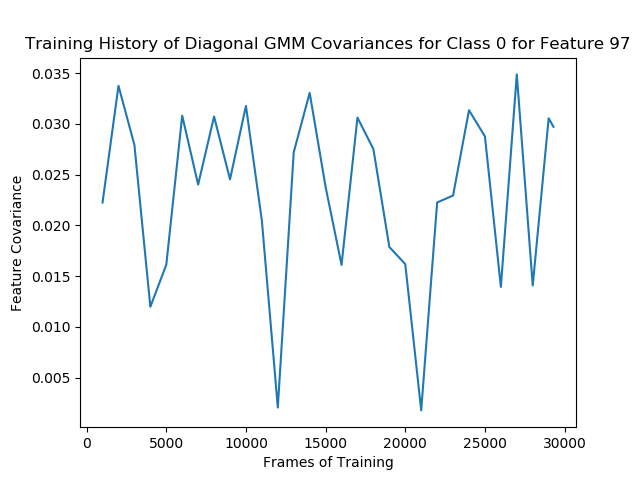 Training History of Diagonal GMM Covariances for Class 0 for Feature 97
0.035
0.030
0.025
0.020
0.015
0.010
0.005
Feature Covariance
0 5000 10000 15000 20000 25000 30000
Frames of Training